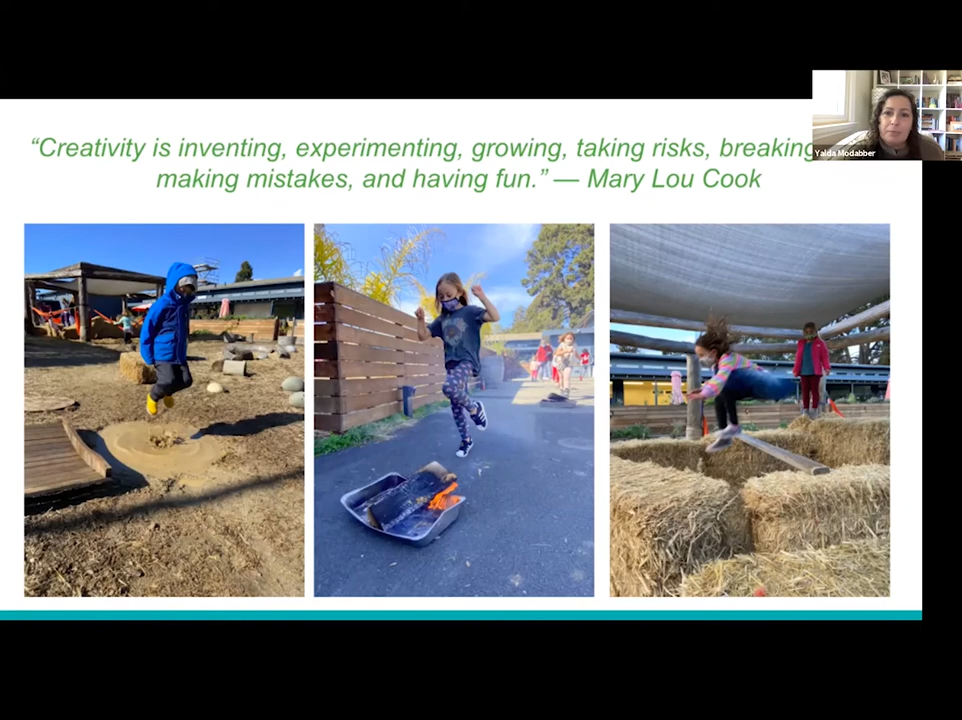 “Creativity is inventing, experimenting, growing, taking risks, breaking
making mistakes, and having fun.” — Mary Lou Cook
Yalda Modabber